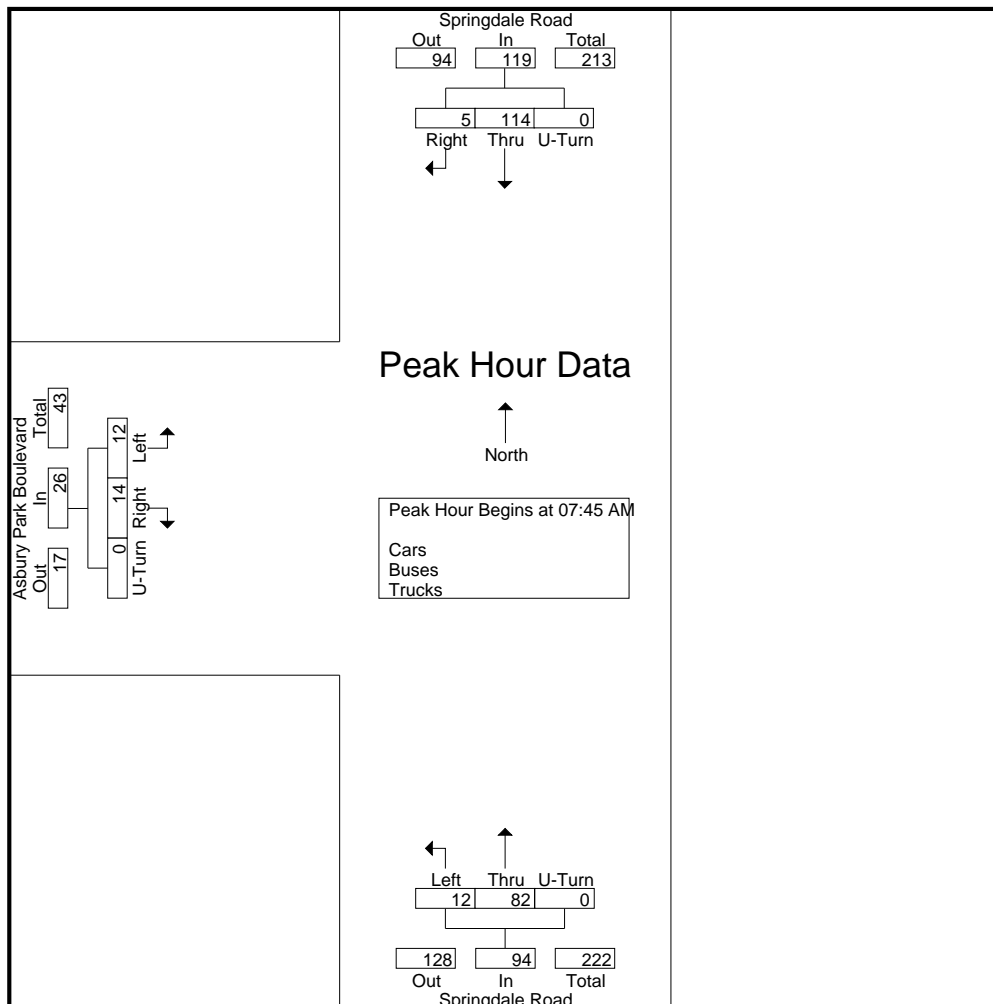 Springdale Road
Out In Total
94 119 213
5 114 0
Right Thru U-Turn
Peak Hour Data
North
Peak Hour Begins at 07:45 AM
Cars
Buses
Trucks
Asbury Park Boulevard
Out In Total
17 26 43
0 14 12
U-Turn Right Left
Left Thru U-Turn
12 82 0
128 94 222
Out In Total
Springdale Road